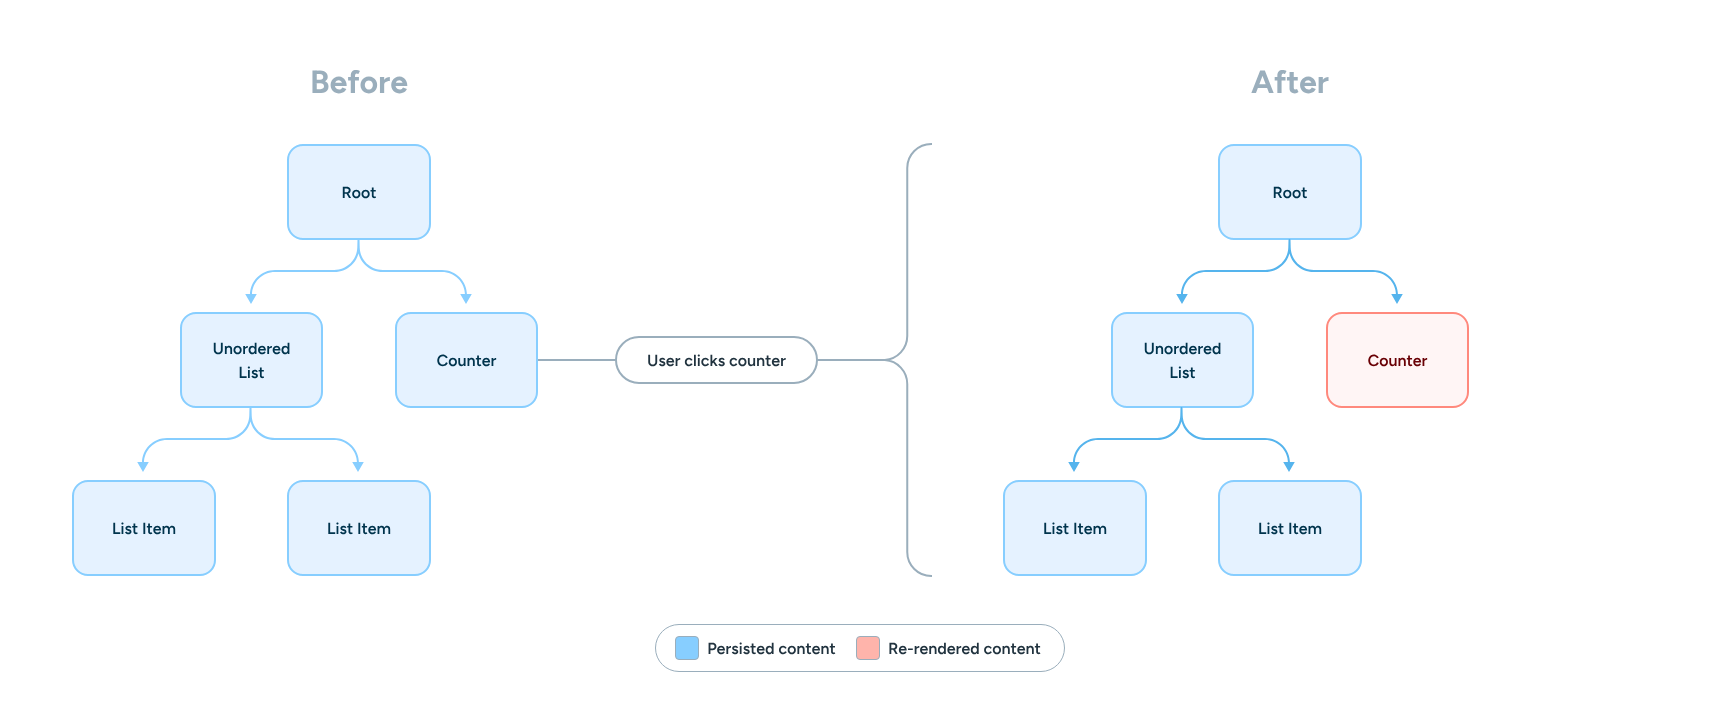 Before
After
Root
Root
Unordered
List
Counter
User clicks counter
Unordered
List
Counter
List Item
List Item
List Item
List Item
Persisted content
Re-rendered content